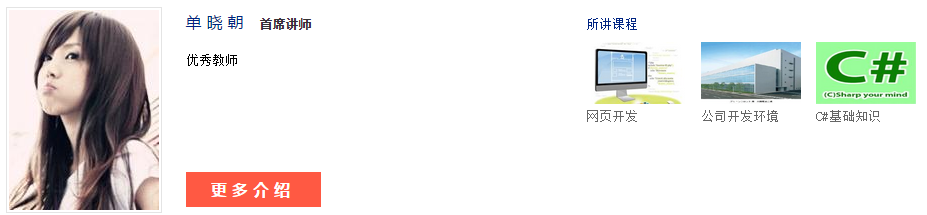 单晓朝 首席讲师
优秀教师
更多介绍
所讲课程
C#
(C)Sharp your mind
网页开发
公司开发环境
C#基础知识